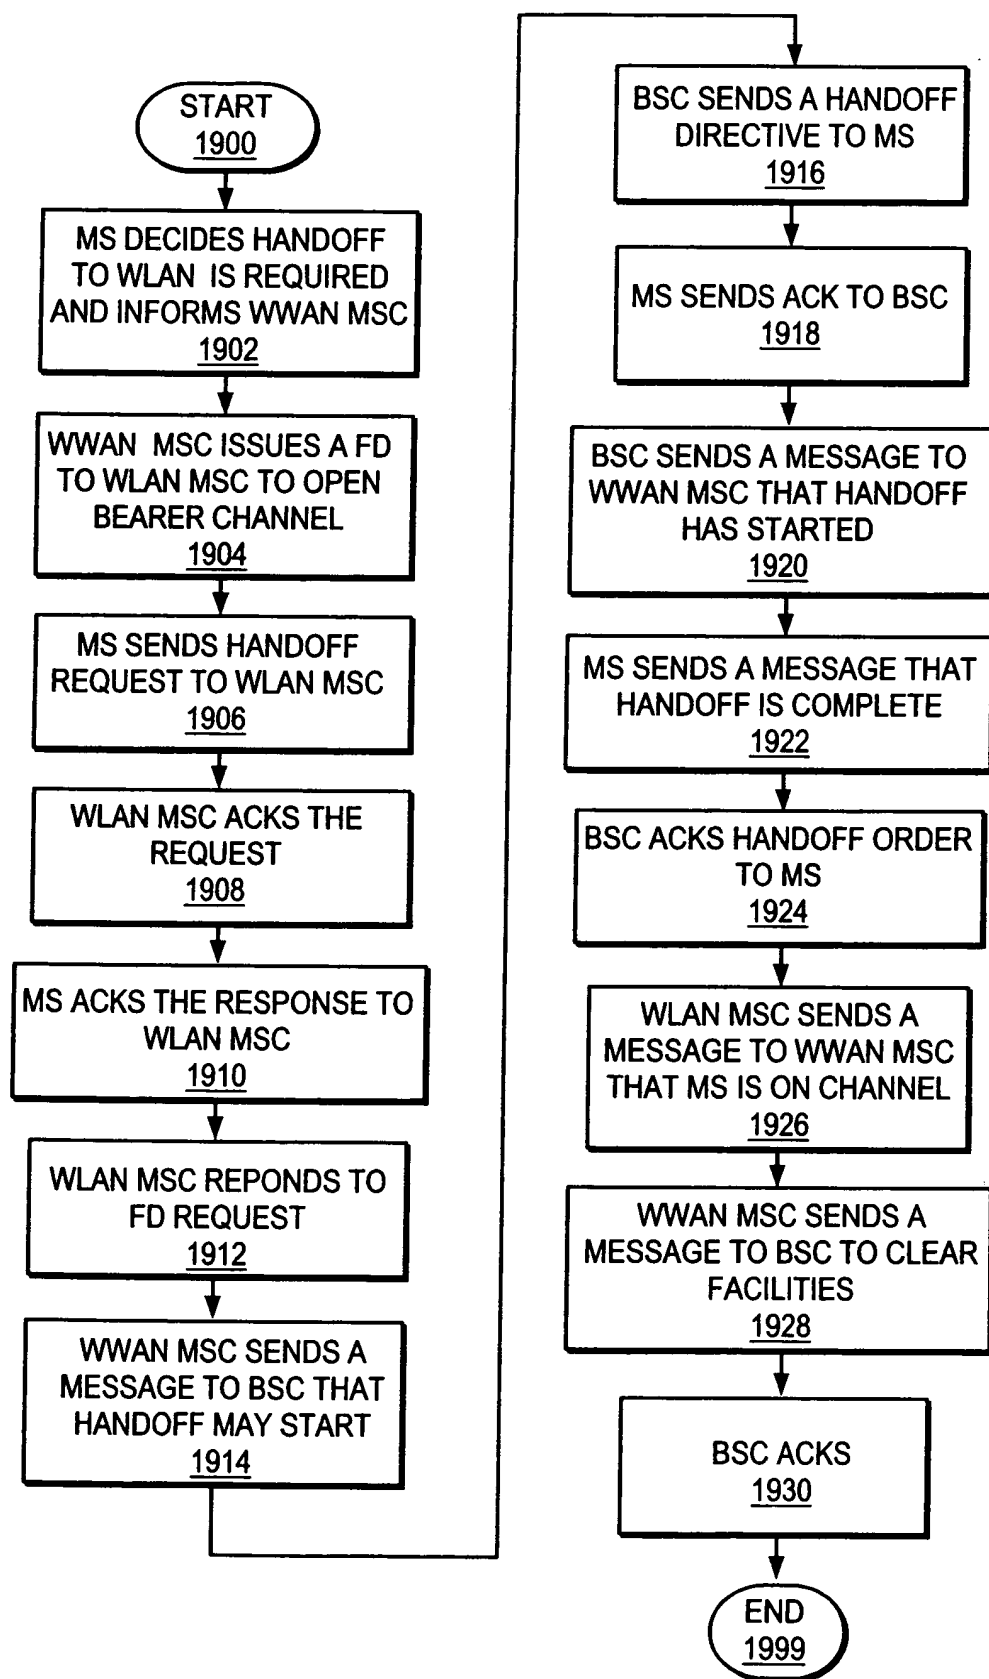 START
1900
MS DECIDES HANDOFF
TO WLAN IS REQUIRED
AND INFORMS WWAN MSC
1902
WWAN MSC ISSUES A FD
TO WLAN MSC TO OPEN
BEARER CHANNEL
1904
MS SENDS HANDOFF
REQUEST TO WLAN MSC
1906
WLAN MSC ACKS THE
REQUEST
1908
MS ACKS THE RESPONSE TO
WLAN MSC
1910
WLAN MSC REPONDS TO
FD REQUEST
1912
WWAN MSC SENDS A
MESSAGE TO BSC THAT
HANDOFF MAY START
1914
BSC SENDS A HANDOFF
DIRECTIVE TO MS
1916
MS SENDS ACK TO BSC
1918
BSC SENDS A MESSAGE TO
WWAN MSC THAT HANDOFF
HAS STARTED
1920
MS SENDS A MESSAGE THAT
HANDOFF IS COMPLETE
1922
BSC ACKS HANDOFF ORDER
TO MS
1924
WLAN MSC SENDS A
MESSAGE TO WWAN MSC
THAT MS IS ON CHANNEL
1926
WWAN MSC SENDS A
MESSAGE TO BSC TO CLEAR
FACILITIES
1928
BSC ACKS
1930
END
1999